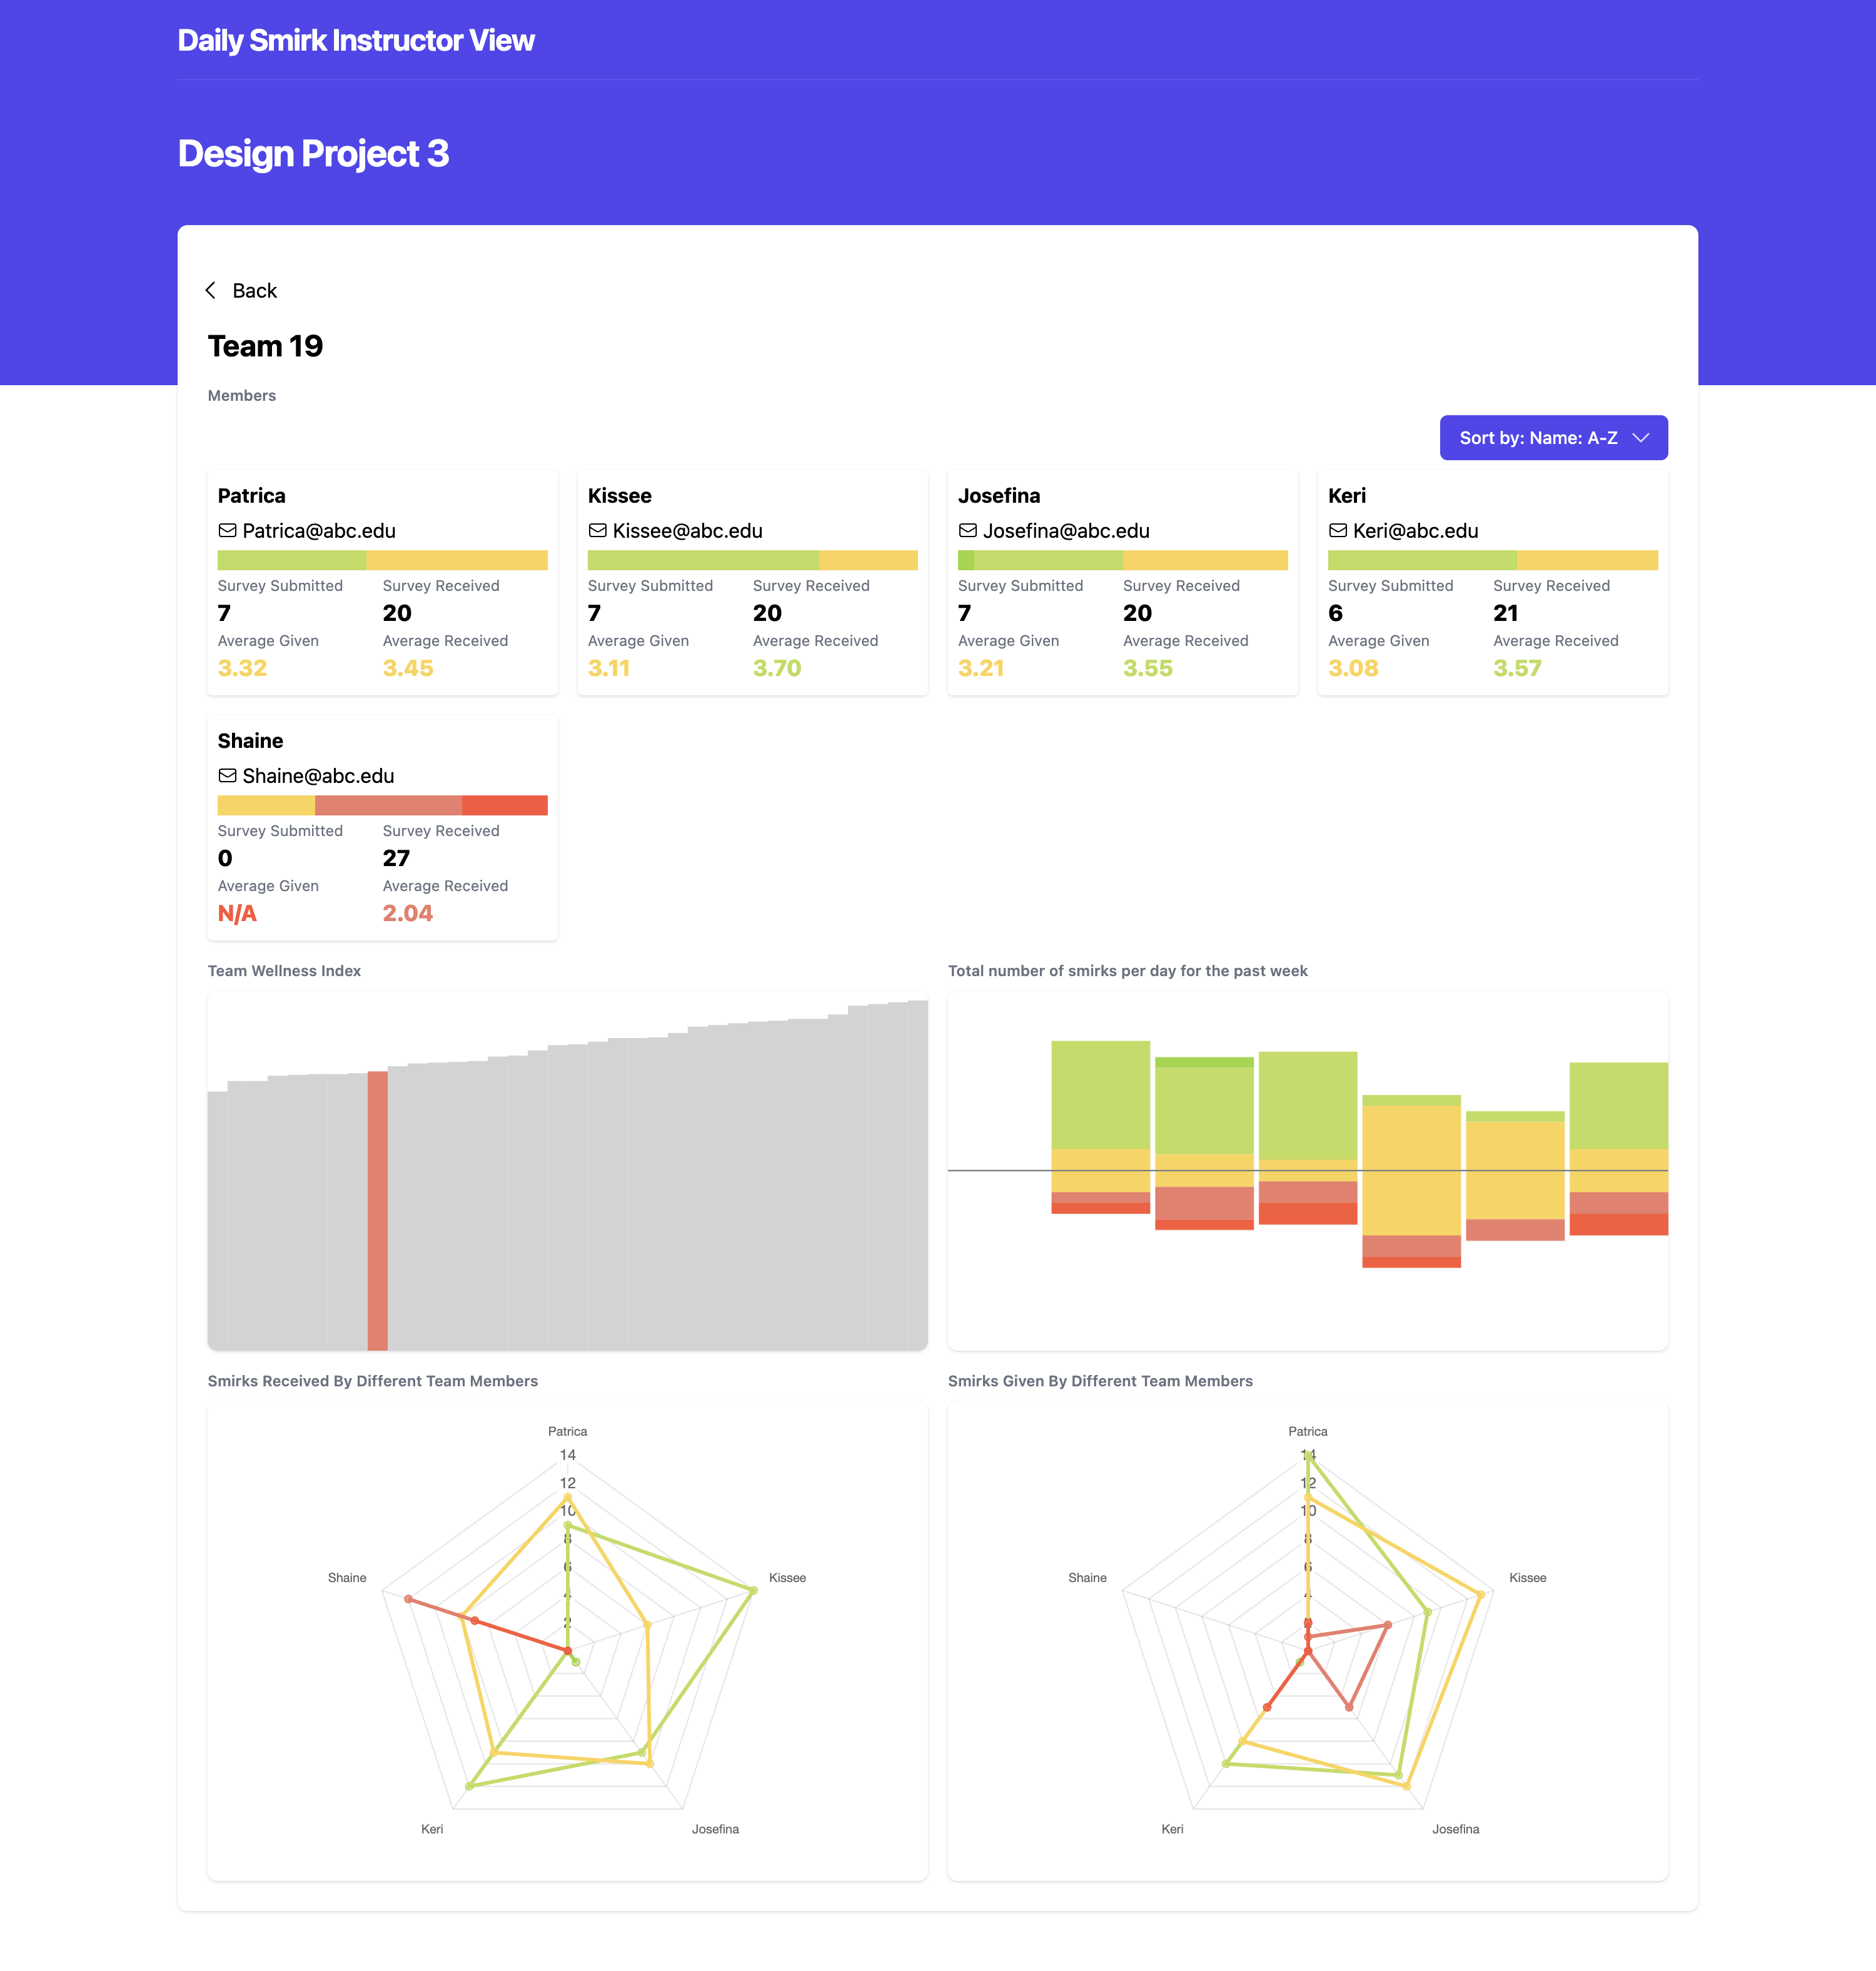 Daily Smirk Instructor View
Design Project 3
Back
Team 19
Members
Sort by: Name: A-Z
Patrica
Patrica@abc.edu
Survey Submitted Survey Received
7 20
Average Given Average Received
3.32 3.45
Kissee
Kissee@abc.edu
Survey Submitted Survey Received
7 20
Average Given Average Received
3.11 3.70
Josefina
Josefina@abc.edu
Survey Submitted Survey Received
7 20
Average Given Average Received
3.21 3.55
Keri
Keri@abc.edu
Survey Submitted Survey Received
6 21
Average Given Average Received
3.08 3.57
Shaine
Shaine@abc.edu
Survey Submitted Survey Received
0 27
Average Given Average Received
N/A 2.04
Team Wellness Index
Total number of smirks per day for the past week
Smirks Received By Different Team Members
Patrica
14
12
10
8
6
4
2
Shaine
Kissee
Keri
Josefina
Smirks Given By Different Team Members
Patrica
14
12
10
8
6
4
2
Shaine
Kissee
Keri
Josefina